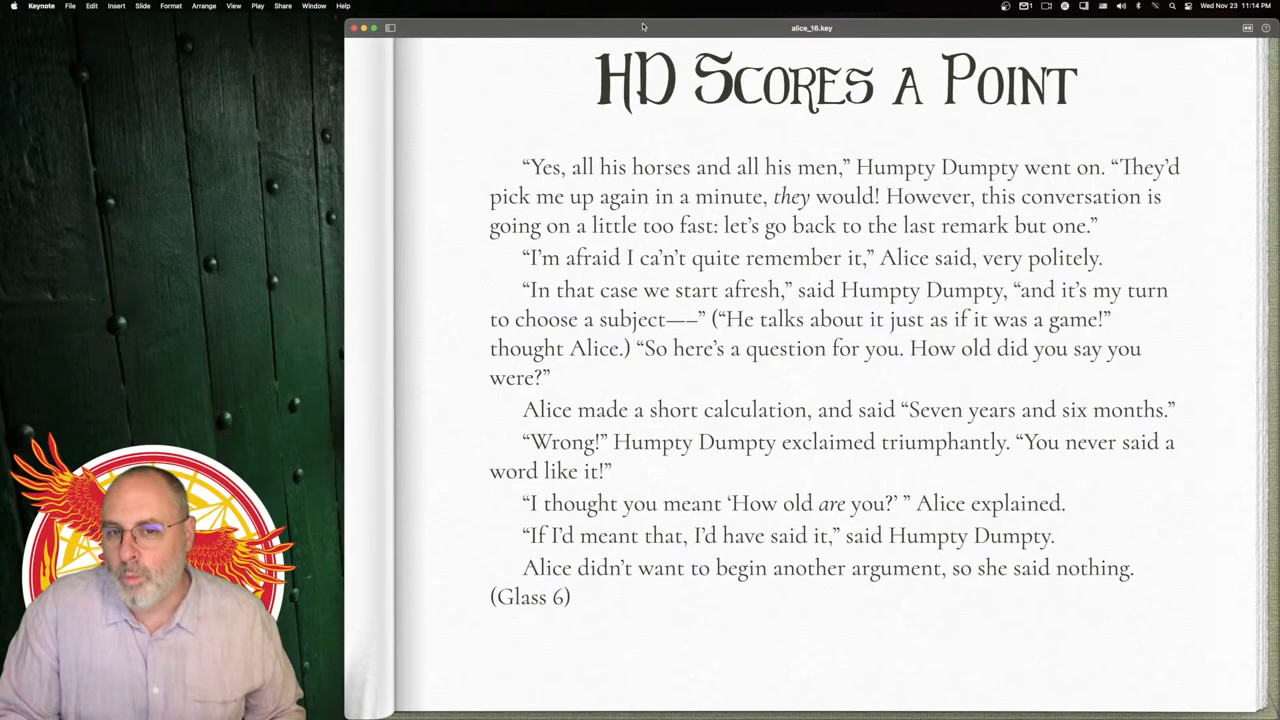 Keynote File Edit Insert Slide Format Arrange View Play Share Window Help
1 Wed Nov 23 11:14 PM
alice_16.key
HD Scores a Point
“Yes, all his horses and all his men,” Humpty Dumpty went on. “They’d
pick me up again in a minute, they would! However, this conversation is
going on a little too fast: let’s go back to the last remark but one.”
“I’m afraid I ca’n’t quite remember it,” Alice said, very politely.
“In that case we start afresh,” said Humpty Dumpty, “and it’s my turn
to choose a subject—–” (“He talks about it just as if it was a game!”
thought Alice.) “So here’s a question for you. How old did you say you
were?”
Alice made a short calculation, and said “Seven years and six months.”
“Wrong!” Humpty Dumpty exclaimed triumphantly. “You never said a
word like it!”
“I thought you meant ‘How old are you?’ ” Alice explained.
“If I’d meant that, I’d have said it,” said Humpty Dumpty.
Alice didn’t want to begin another argument, so she said nothing.
(Glass 6)